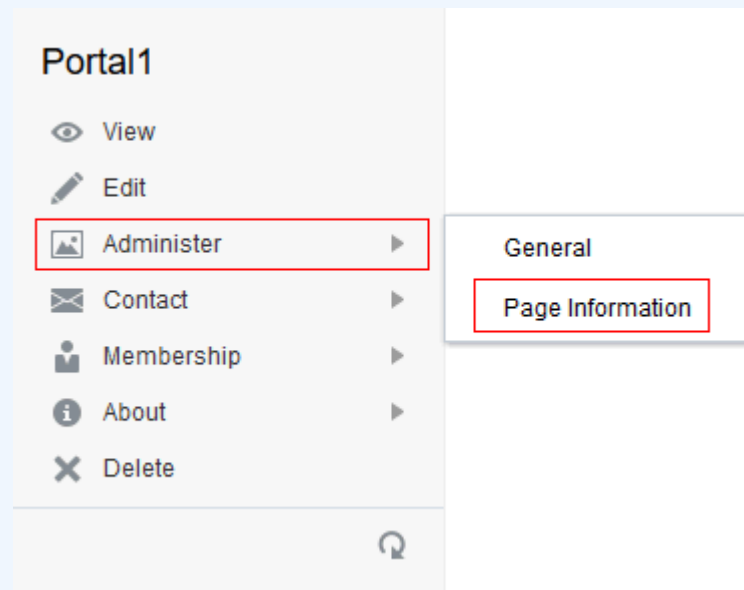 Portal1
View
Edit
Administer
General
Contact
Page Information
Membership
About
Delete